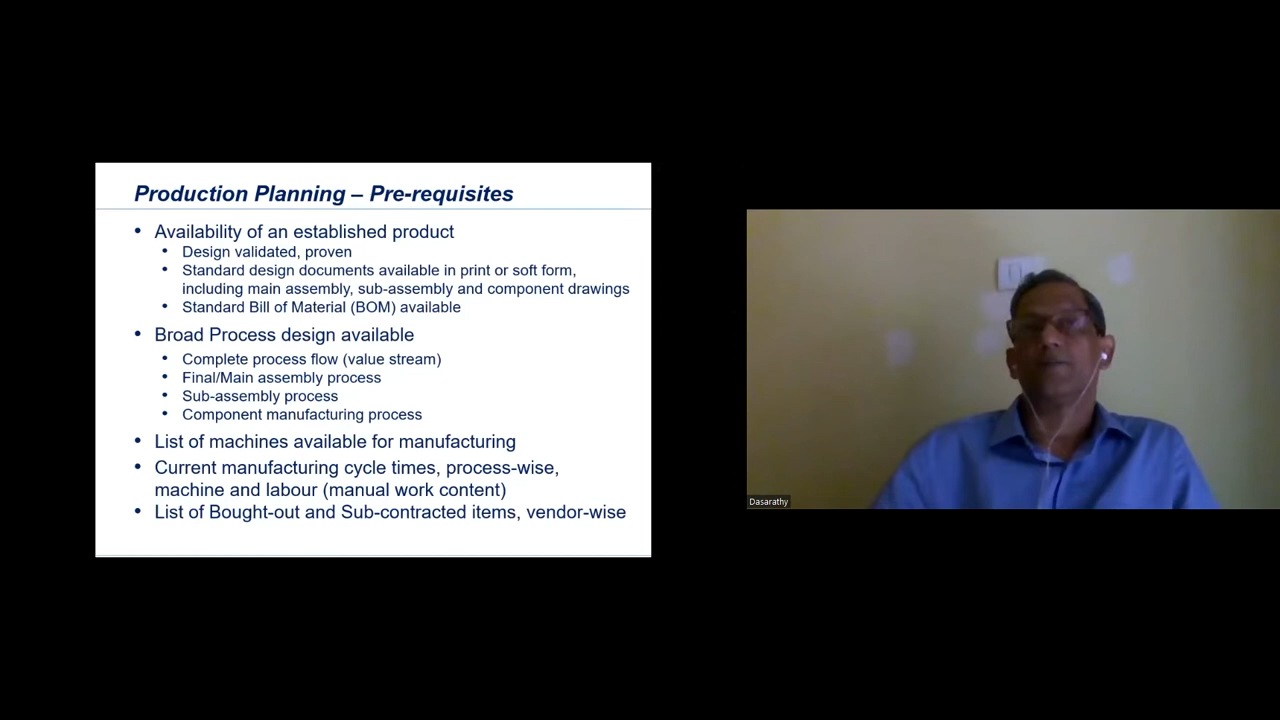 Production Planning – Pre-requisites
• Availability of an established product
• Design validated, proven
• Standard design documents available in print or soft form,
including main assembly, sub-assembly and component drawings
• Standard Bill of Material (BOM) available
• Broad Process design available
• Complete process flow (value stream)
• Final/Main assembly process
• Sub-assembly process
• Component manufacturing process
• List of machines available for manufacturing
• Current manufacturing cycle times, process-wise,
machine and labour (manual work content)
• List of Bought-out and Sub-contracted items, vendor-wise
Dasarathy